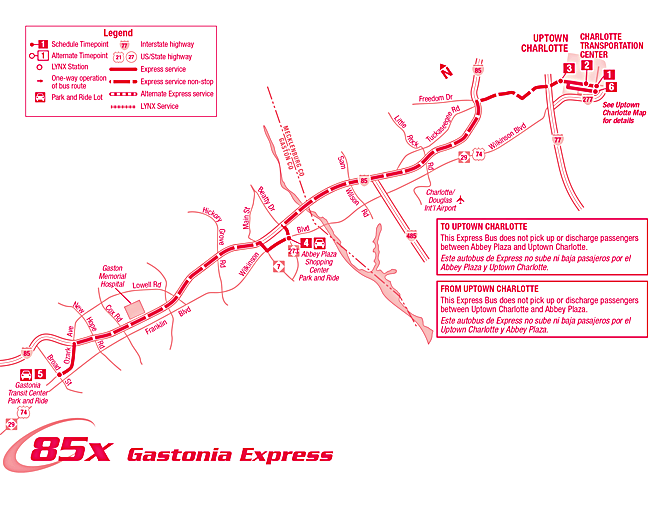 Legend
1 Schedule Timepoint
1 Alternate Timepoint
LYNX Station
One-way operation
of bus route
Park and Ride Lot
77 Interstate highway
21 27 US/State highway
Express service
Express service non-stop
Alternate Express service
LYNX Service
UPTOWN
CHARLOTTE
CHARLOTTE
TRANSPORTATION
CENTER
3
2
1
6
277
See Uptown
Charlotte Map
for details
N
85
Freedom Dr
Tuckaseegee Rd
Little
Rock
Rd
Wilkinson Blvd
29 74
77
MECKLENBURG CO
GASTON CO
Sam
Wilson
Rd
85
Charlotte/
Douglas
Int'l Airport
485
Beatty Dr
Main St
Hickory
Grove
Rd
Wilkinson
Blvd
4
Abbey Plaza
Shopping
Center
Park and Ride
7
Gaston
Memorial
Hospital
Lowell Rd
Cox Rd
New
Hope
Rd
Franklin
Blvd
Ozark
Ave
Broad
St
85
5
Gastonia
Transit Center
Park and Ride
74
29
TO UPTOWN CHARLOTTE
This Express Bus does not pick up or discharge passengers
between Abbey Plaza and Uptown Charlotte.
Este autobus de Express no sube ni baja pasajeros por el
Abbey Plaza y Uptown Charlotte.
FROM UPTOWN CHARLOTTE
This Express Bus does not pick up or discharge passengers
between Uptown Charlotte and Abbey Plaza.
Este autobus de Express no sube ni baja pasajeros por el
Uptown Charlotte y Abbey Plaza.
85x Gastonia Express